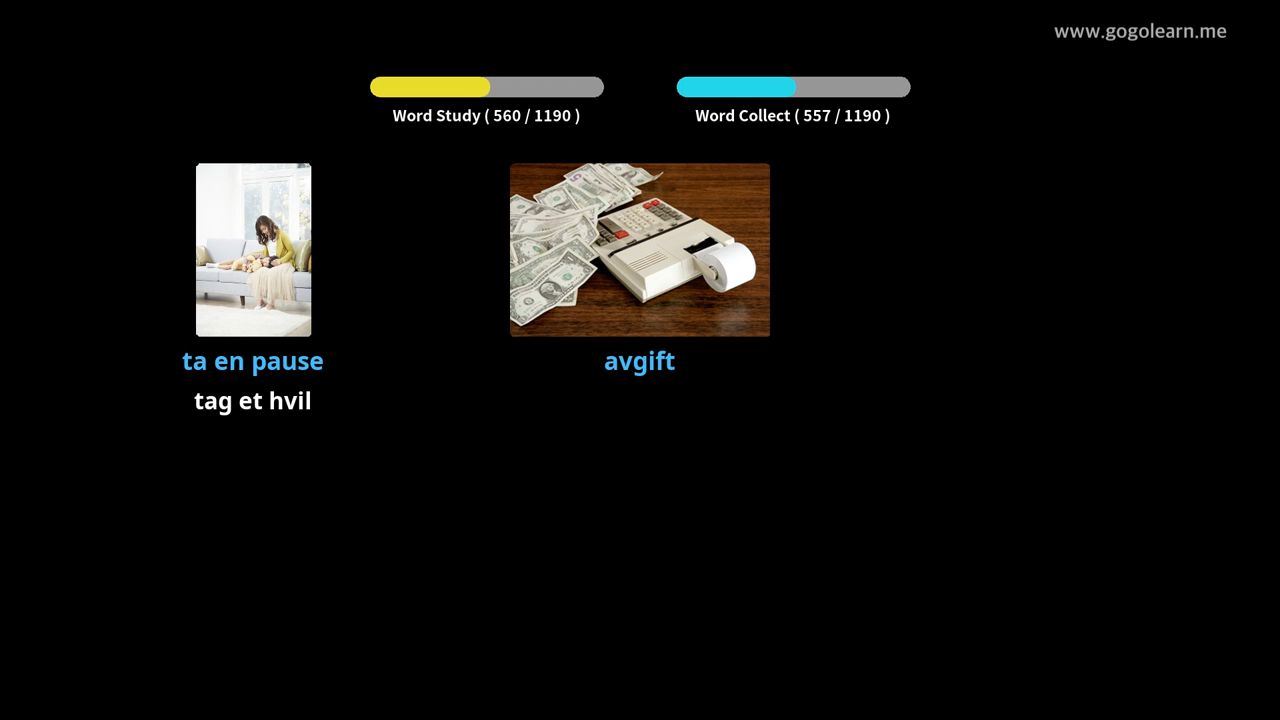 www.gogolearn.me
Word Study ( 560 / 1190 )
Word Collect ( 557 / 1190 )
ta en pause
avgift
tag et hvil